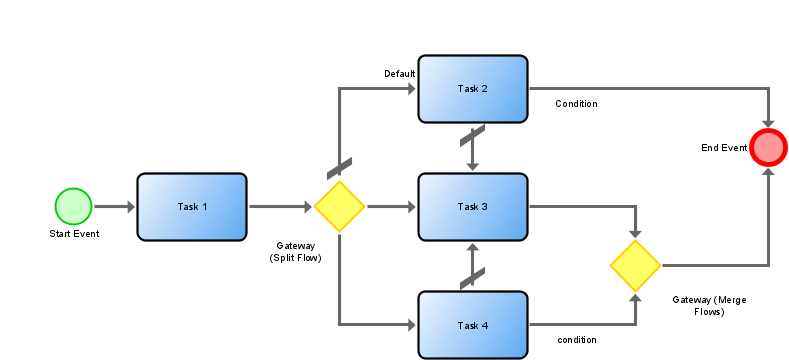 Default
Task 2
Condition
End Event
Task 1
Task 3
Start Event
Gateway
(Split Flow)
Gateway (Merge
Flows)
Task 4
condition